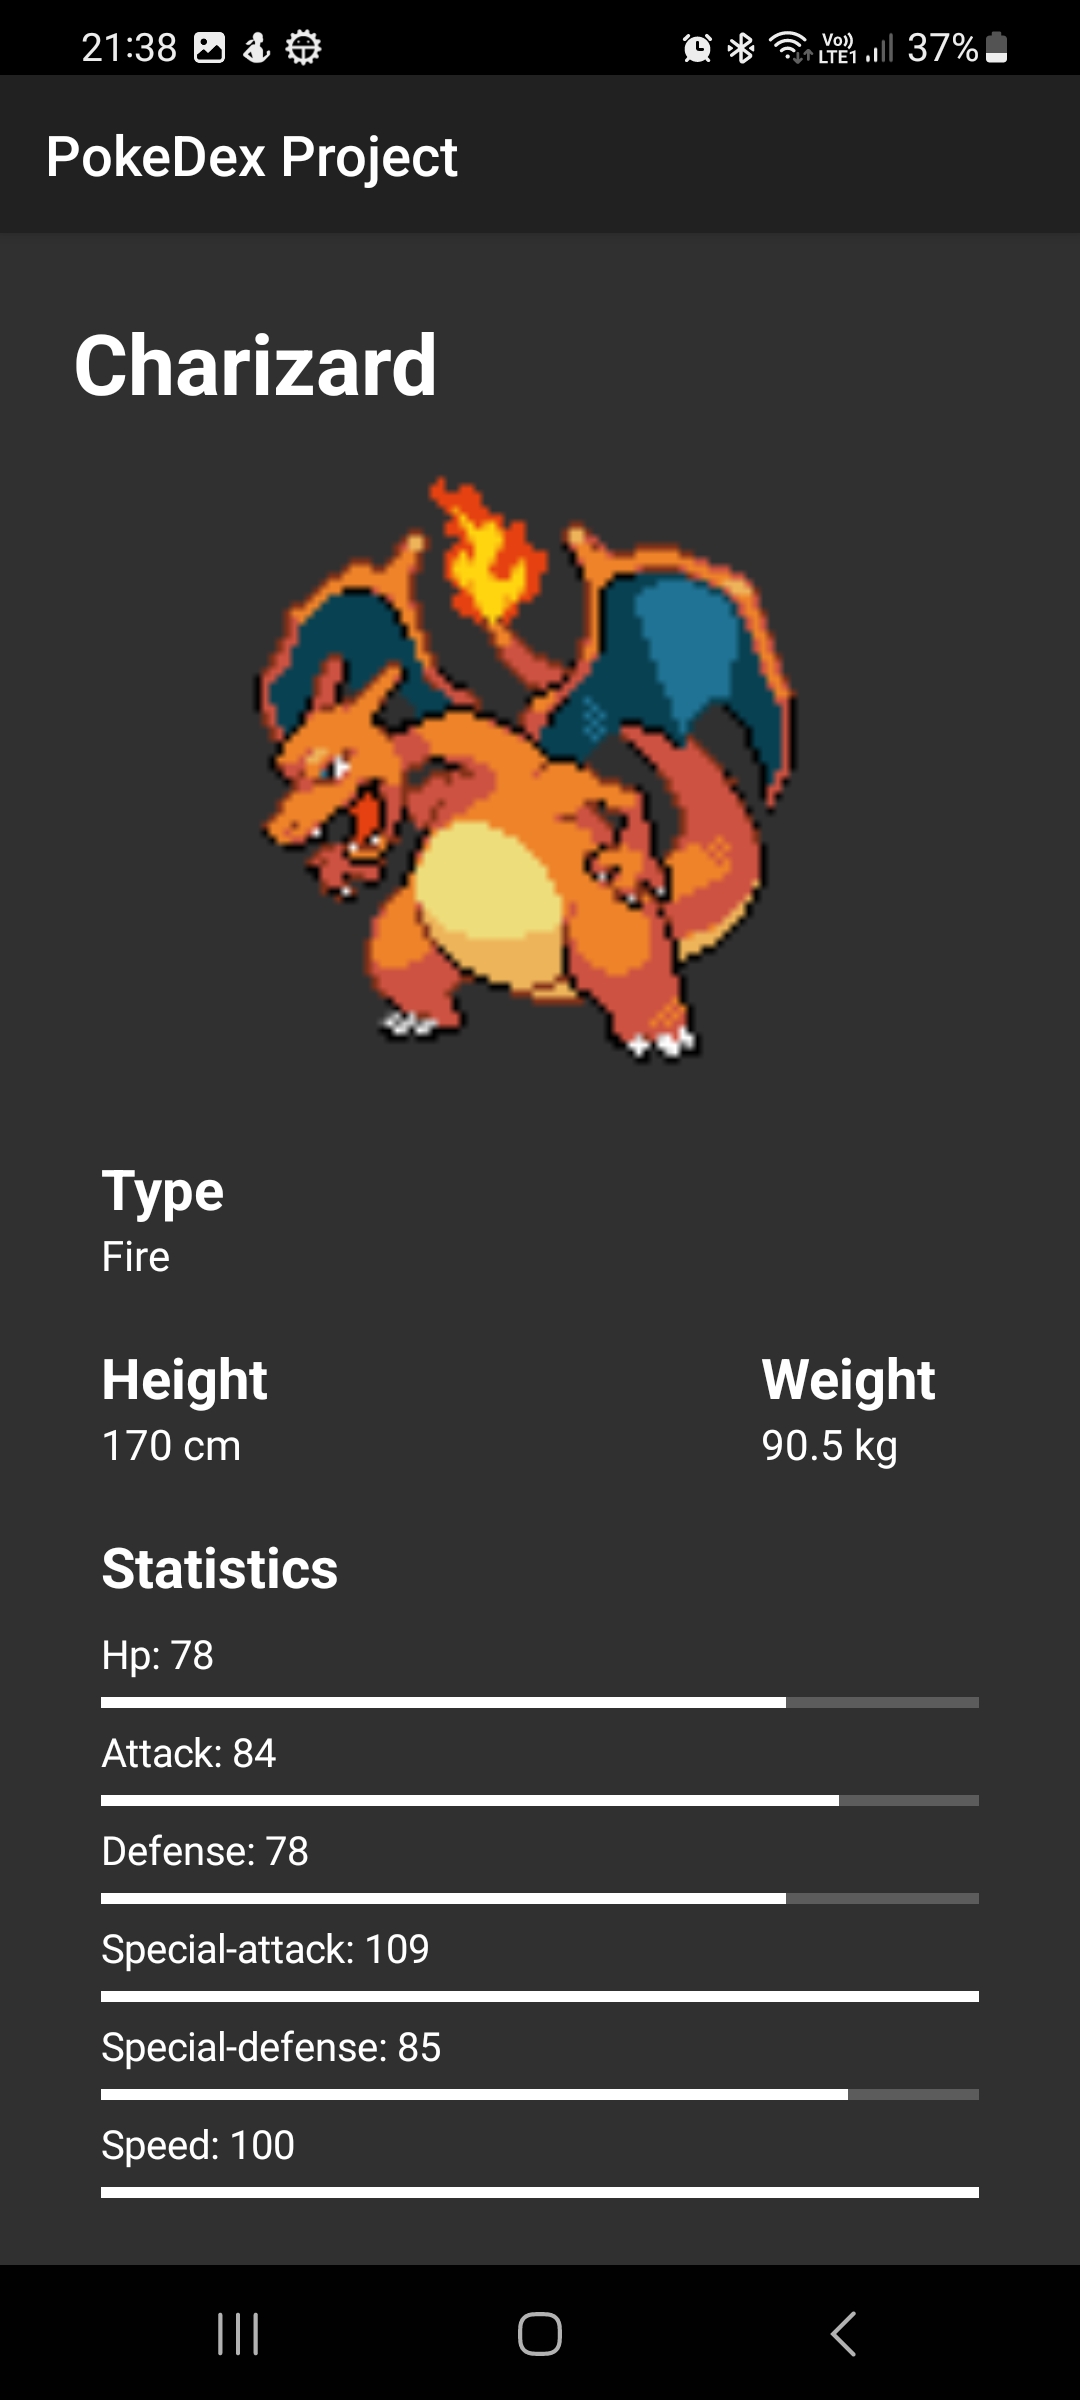 21:38 Vo)) LTE1 37%
PokeDex Project
Charizard
Type
Fire
Height Weight
170 cm 90.5 kg
Statistics
Hp: 78
Attack: 84
Defense: 78
Special-attack: 109
Special-defense: 85
Speed: 100